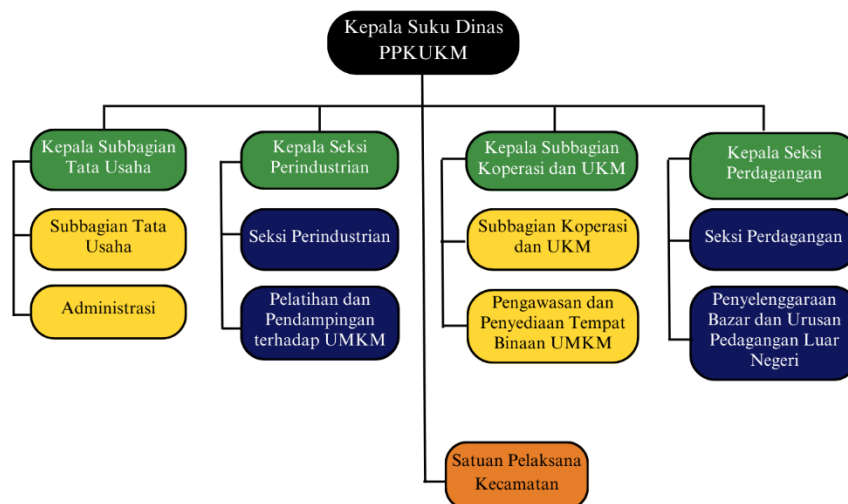 Kepala Suku Dinas
PPKUKM
Kepala Subbagian
Tata Usaha
Kepala Seksi
Perindustrian
Kepala Subbagian
Koperasi dan UKM
Kepala Seksi
Perdagangan
Subbagian Tata
Usaha
Seksi Perindustrian
Subbagian Koperasi
dan UKM
Seksi Perdagangan
Administrasi
Pelatihan dan
Pendampingan
terhadap UMKM
Pengawasan dan
Penyediaan Tempat
Binaan UMKM
Penyelenggaraan
Bazar dan Urusan
Pedagangan Luar
Negeri
Satuan Pelaksana
Kecamatan